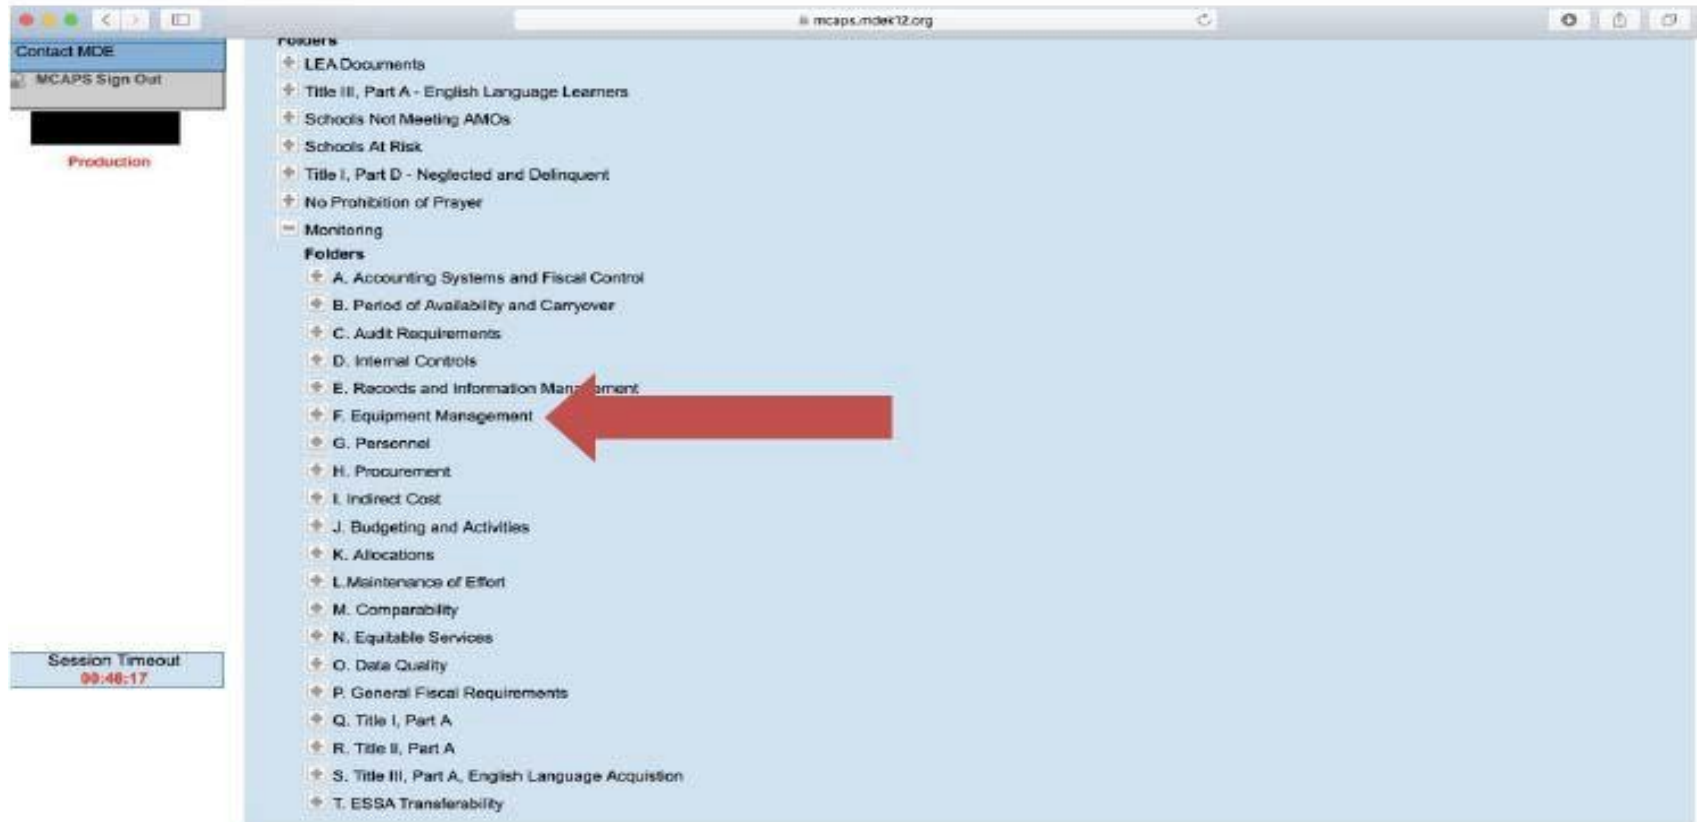 mcaps.mdek12.org
Contact MDE
MCAPS Sign Out
Production
Session Timeout
00:48:17
Folders
LEA Documents
Title III, Part A - English Language Learners
Schools Not Meeting AMOs
Schools At Risk
Title I, Part D - Neglected and Delinquent
No Prohibition of Prayer
Monitoring
Folders
A. Accounting Systems and Fiscal Control
B. Period of Availability and Carryover
C. Audit Requirements
D. Internal Controls
E. Records and Information Management
F. Equipment Management
G. Personnel
H. Procurement
I. Indirect Cost
J. Budgeting and Activities
K. Allocations
L.Maintenance of Effort
M. Comparability
N. Equitable Services
O. Data Quality
P. General Fiscal Requirements
Q. Title I, Part A
R. Title II, Part A
S. Title III, Part A, English Language Acquistion
T. ESSA Transferability